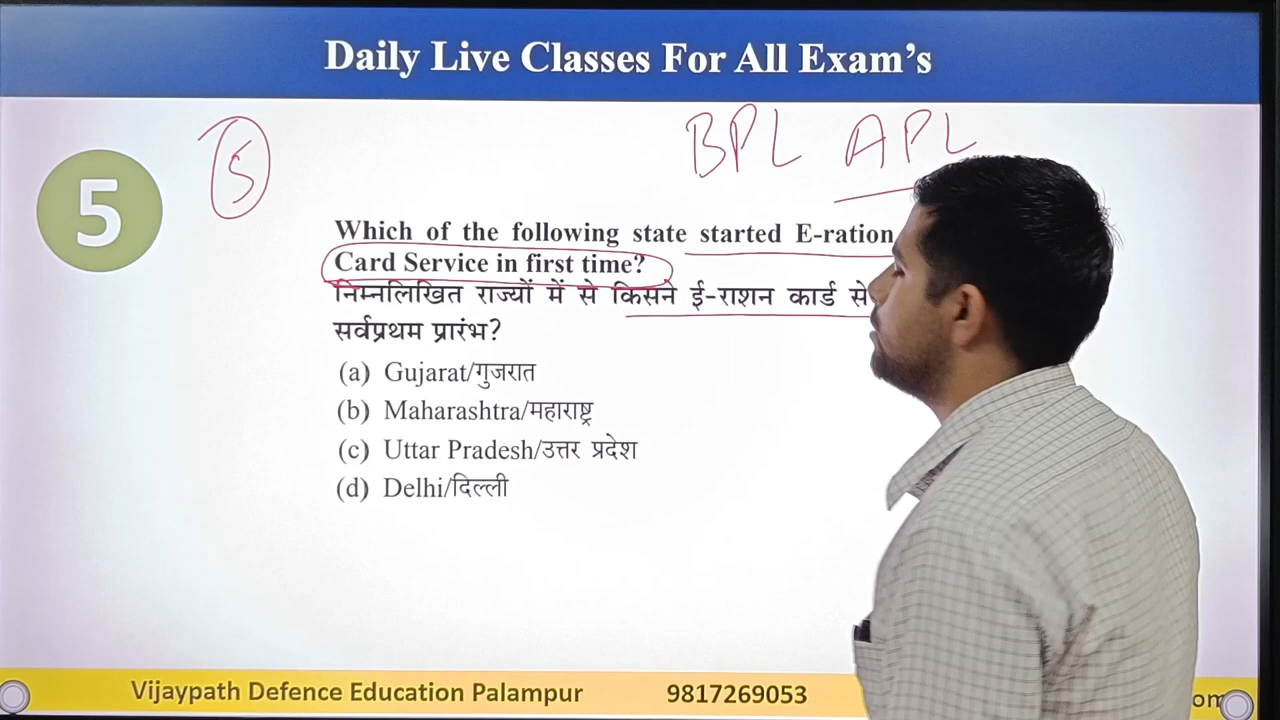 Daily Live Classes For All Exam's
BPL APL
5
5
Which of the following state started E-ration
Card Service in first time?
निम्नलिखित राज्यों में से किसने ई-राशन कार्ड से
सर्वप्रथम प्रारंभ?
(a) Gujarat/गुजरात
(b) Maharashtra/महाराष्ट्र
(c) Uttar Pradesh/उत्तर प्रदेश
(d) Delhi/दिल्ली
Vijaypath Defence Education Palampur 9817269053 om